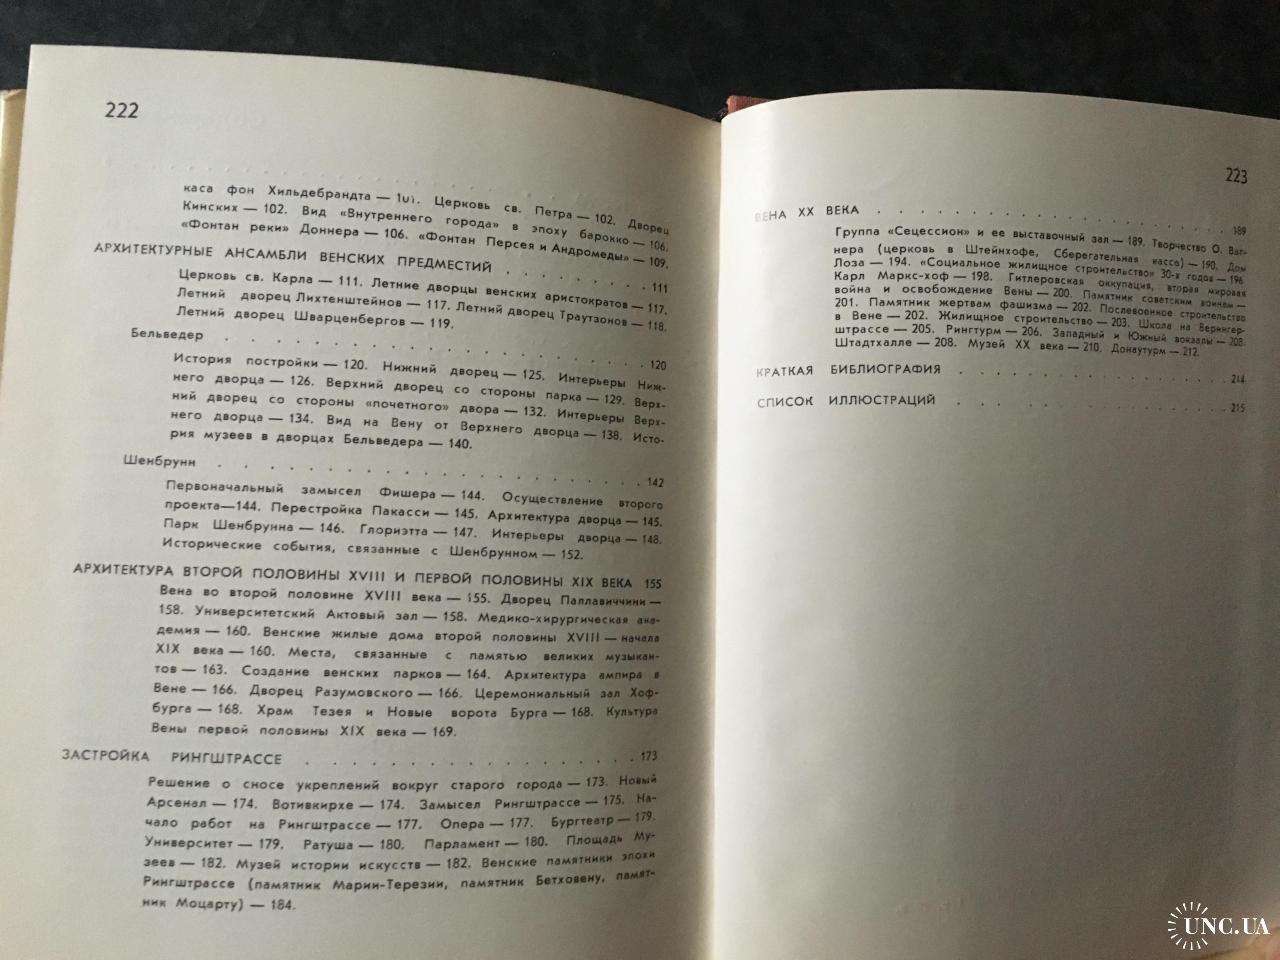 222
каса фон Хильдебрандта — 101. Церковь св. Петра — 102. Дворец
Кинских — 102. Вид «Внутреннего города» в эпоху барокко — 106.
«Фонтан реки» Доннера — 106. «Фонтан Персея и Андромеды» — 109.
АРХИТЕКТУРНЫЕ АНСАМБЛИ ВЕНСКИХ ПРЕДМЕСТИЙ . . . . . . . . 111
Церковь св. Карла — 111. Летние дворцы венских аристократов — 117.
Летний дворец Лихтенштейнов — 117. Летний дворец Траутзонов — 118.
Летний дворец Шварценбергов — 119.
Бельведер . . . . . . . . . . . . . . . . . . 120
История постройки — 120. Нижний дворец — 125. Интерьеры Ниж-
него дворца — 126. Верхний дворец со стороны парка — 129. Верх-
ний дворец со стороны «почетного» двора — 132. Интерьеры Верх-
него дворца — 134. Вид на Вену от Верхнего дворца — 138. Исто-
рия музеев в дворцах Бельведера — 140.
Шенбрунн . . . . . . . . . . . . . . . . . . 142
Первоначальный замысел Фишера — 144. Осуществление второго
проекта—144. Перестройка Пакасси — 145. Архитектура дворца — 145.
Парк Шенбрунна — 146. Глориэтта — 147. Интерьеры дворца — 148.
Исторические события, связанные с Шенбрунном — 152.
АРХИТЕКТУРА ВТОРОЙ ПОЛОВИНЫ XVIII И ПЕРВОЙ ПОЛОВИНЫ XIX ВЕКА 155
Вена во второй половине XVIII века — 155. Дворец Паллавиччини —
158. Университетский Актовый зал — 158. Медико-хирургическая ака-
демия — 160. Венские жилые дома второй половины XVIII — начала
XIX века — 160. Места, связанные с памятью великих музыкан-
тов — 163. Создание венских парков — 164. Архитектура ампира в
Вене — 166. Дворец Разумовского — 166. Церемониальный зал Хоф-
бурга — 168. Храм Тезея и Новые ворота Бурга — 168. Культура
Вены первой половины XIX века — 169.
ЗАСТРОЙКА РИНГШТРАССЕ . . . . . . . . . . . . . . . . 173
Решение о сносе укреплений вокруг старого города — 173. Новый
Арсенал — 174. Вотивкирхе — 174. Замысел Рингштрассе — 175. На-
чало работ на Рингштрассе — 177. Опера — 177. Бургтеатр — 179.
Университет — 179. Ратуша — 180. Парламент — 180. Площадь Му-
зеев — 182. Музей истории искусств — 182. Венские памятники эпохи
Рингштрассе (памятник Марии-Терезии, памятник Бетховену, памят-
ник Моцарту) — 184.
223
ВЕНА XX ВЕКА . . . . . . . . . . . . . . . . . 189
Группа «Сецессион» и ее выставочный зал — 189. Творчество О. Ваг-
нера (церковь в Штейнхофе, Сберегательная касса) — 190. Дом
Лоза — 194. «Социальное жилищное строительство» 30-х годов — 196
Карл Маркс-хоф — 198. Гитлеровская оккупация, вторая мировая
война и освобождение Вены — 200. Памятник советским воинам —
201. Памятник жертвам фашизма — 202. Послевоенное строительство
в Вене — 202. Жилищное строительство — 203. Школа на Верингер-
штрассе — 205. Рингтурм — 206. Западный и Южный вокзалы — 208.
Штадтхалле — 208. Музей XX века — 210. Донаутурм — 212.
КРАТКАЯ БИБЛИОГРАФИЯ . . . . . . . . . . . . . . 214
СПИСОК ИЛЛЮСТРАЦИЙ . . . . . . . . . . . . . . 215
UNC.UA